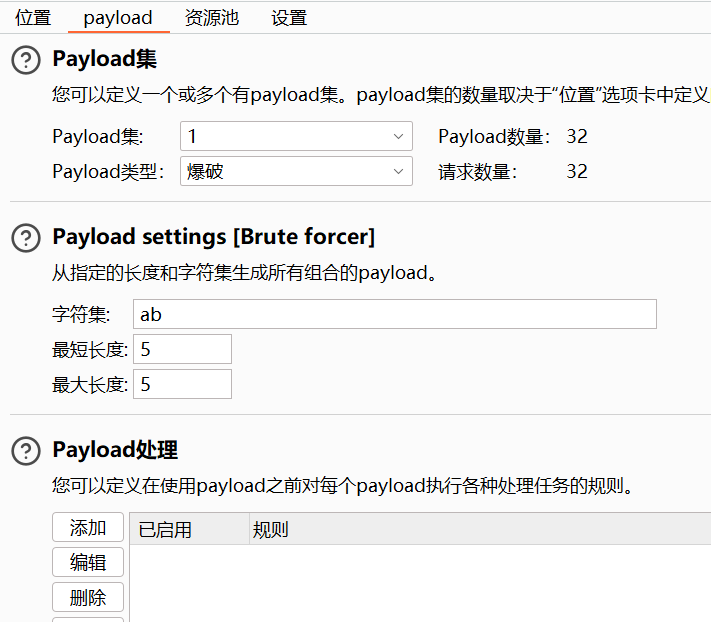 位置 payload 资源池 设置
Payload集
您可以定义一个或多个有payload集。payload集的数量取决于“位置”选项卡中定义
Payload集: 1 Payload数量: 32
Payload类型: 爆破 请求数量: 32
Payload settings [Brute forcer]
从指定的长度和字符集生成所有组合的payload。
字符集: ab
最短长度: 5
最大长度: 5
Payload处理
您可以定义在使用payload之前对每个payload执行各种处理任务的规则。
添加 已启用 规则
编辑
删除